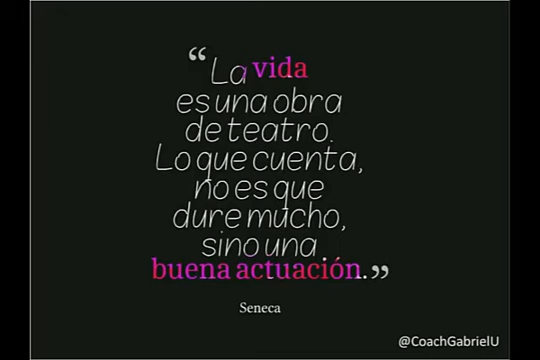 “La vida
es una obra
de teatro.
Lo que cuenta,
no es que
dure mucho,
sino una
buena actuación.”
Seneca
@CoachGabrielU